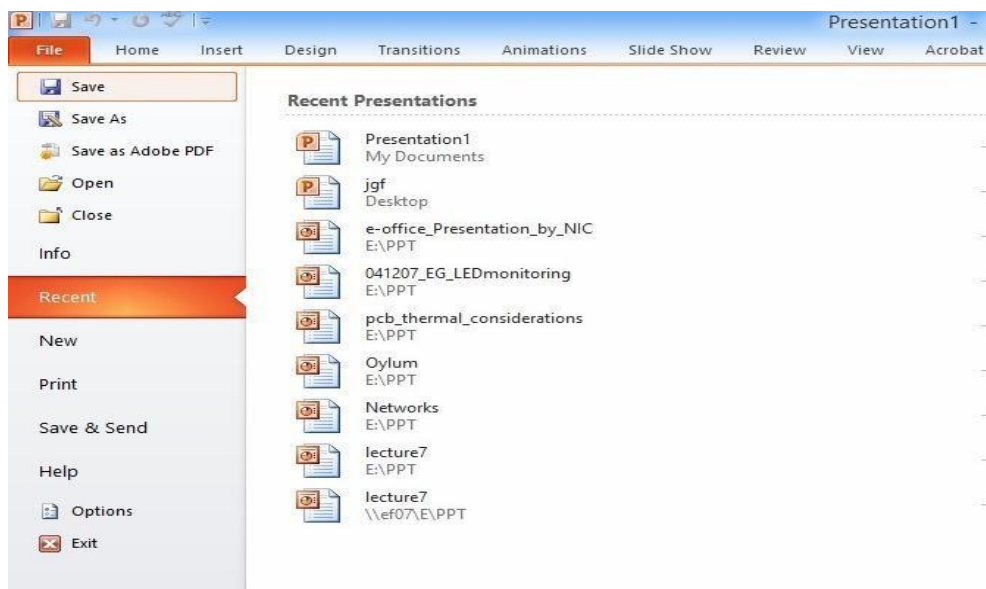 Presentation1 -
File Home Insert Design Transitions Animations Slide Show Review View Acrobat
Save
Save As
Save as Adobe PDF
Open
Close
Info
Recent
New
Print
Save & Send
Help
Options
Exit
Recent Presentations
Presentation1
My Documents
jgf
Desktop
e-office_Presentation_by_NIC
E:\PPT
041207_EG_LEDmonitoring
E:\PPT
pcb_thermal_considerations
E:\PPT
Oylum
E:\PPT
Networks
E:\PPT
lecture7
E:\PPT
lecture7
\\ef07\E\PPT